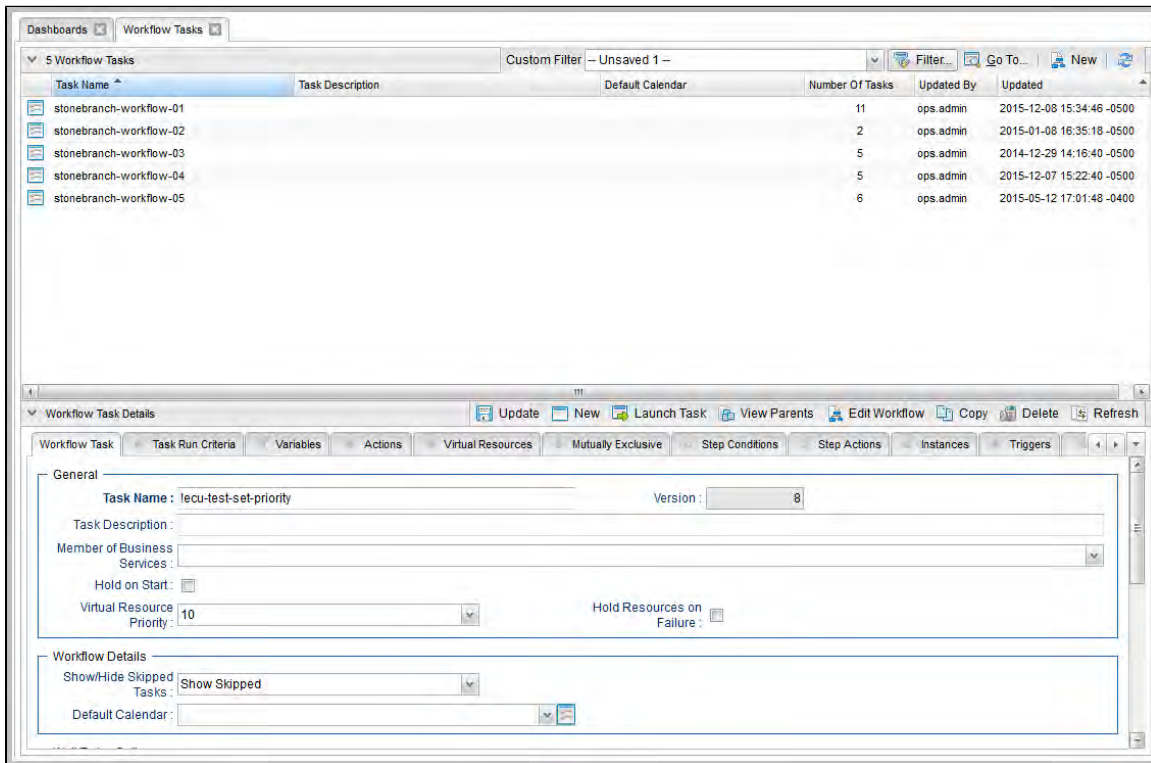 Dashboards Workflow Tasks
5 Workflow Tasks Custom Filter -- Unsaved 1 -- Filter... Go To... New
Task Name Task Description Default Calendar Number Of Tasks Updated By Updated
stonebranch-workflow-01 11 ops.admin 2015-12-08 15:34:46 -0500
stonebranch-workflow-02 2 ops.admin 2015-01-08 16:35:18 -0500
stonebranch-workflow-03 5 ops.admin 2014-12-29 14:16:40 -0500
stonebranch-workflow-04 5 ops.admin 2015-12-07 15:22:40 -0500
stonebranch-workflow-05 6 ops.admin 2015-05-12 17:01:48 -0400
Workflow Task Details Update New Launch Task View Parents Edit Workflow Copy Delete Refresh
Workflow Task Task Run Criteria Variables Actions Virtual Resources Mutually Exclusive Step Conditions Step Actions Instances Triggers
General
Task Name : !ecu-test-set-priority Version : 8
Task Description :
Member of Business
Services :
Hold on Start :
Virtual Resource
Priority : 10 Hold Resources on
Failure :
Workflow Details
Show/Hide Skipped
Tasks : Show Skipped
Default Calendar :